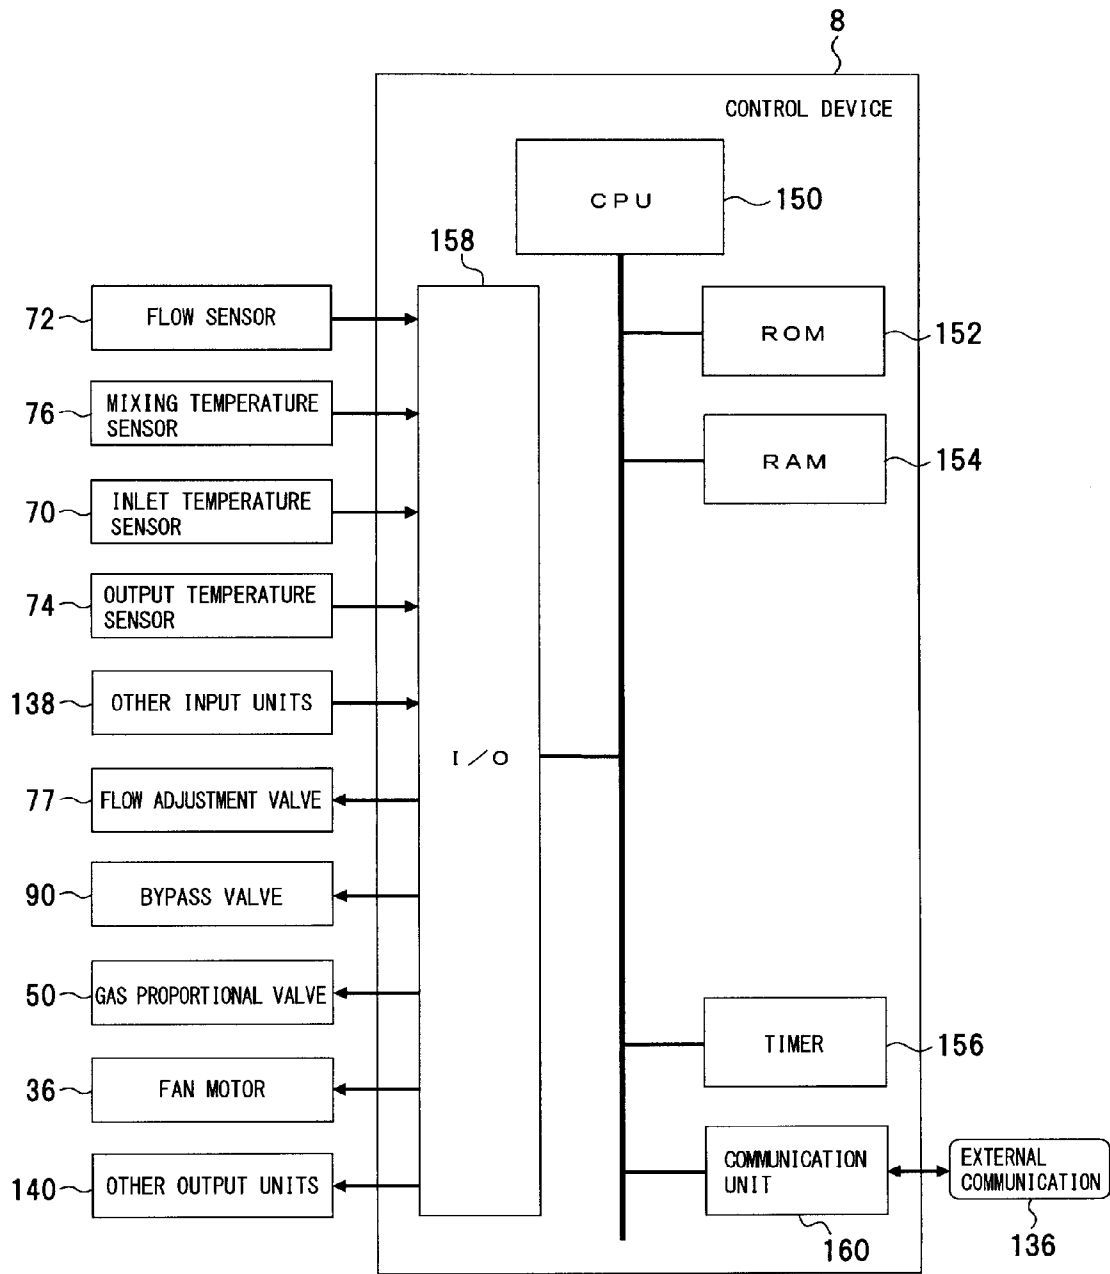 8
CONTROL DEVICE
CPU
150
158
72
FLOW SENSOR
ROM
152
76
MIXING TEMPERATURE
SENSOR
RAM
154
70
INLET TEMPERATURE
SENSOR
74
OUTPUT TEMPERATURE
SENSOR
138
OTHER INPUT UNITS
I/O
77
FLOW ADJUSTMENT VALVE
90
BYPASS VALVE
50
GAS PROPORTIONAL VALVE
TIMER
156
36
FAN MOTOR
COMMUNICATION
UNIT
EXTERNAL
COMMUNICATION
140
OTHER OUTPUT UNITS
160
136